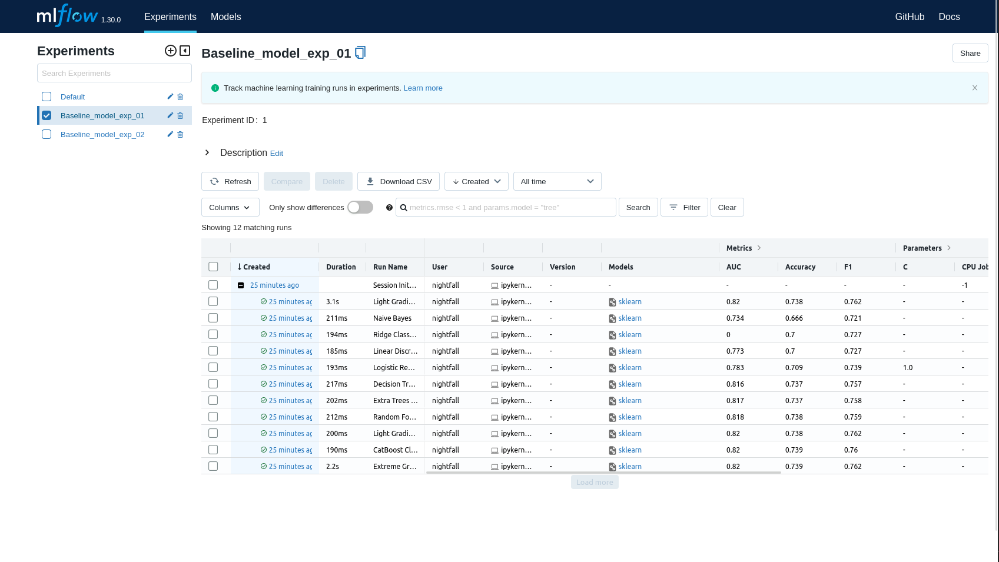 mlflow 1.30.0 Experiments Models GitHub Docs
Experiments
Search Experiments
Default
Baseline_model_exp_01
Baseline_model_exp_02
Baseline_model_exp_01
Share
Track machine learning training runs in experiments. Learn more
Experiment ID: 1
Description Edit
Refresh Compare Delete Download CSV Created All time
Columns Only show differences metrics.rmse < 1 and params.model = "tree" Search Filter Clear
Showing 12 matching runs
Metrics Parameters
Created Duration Run Name User Source Version Models AUC Accuracy F1 C CPU Job
25 minutes ago Session Init... nightfall ipykern... - - - - - - -1
25 minutes ag 3.1s Light Gradi... nightfall ipykern... - sklearn 0.82 0.738 0.762 - -
25 minutes ag 211ms Naive Bayes nightfall ipykern... - sklearn 0.734 0.666 0.721 - -
25 minutes ag 194ms Ridge Class... nightfall ipykern... - sklearn 0 0.7 0.727 - -
25 minutes ag 185ms Linear Discr... nightfall ipykern... - sklearn 0.773 0.7 0.727 - -
25 minutes ag 193ms Logistic Re... nightfall ipykern... - sklearn 0.783 0.709 0.739 1.0 -
25 minutes ag 217ms Decision Tr... nightfall ipykern... - sklearn 0.816 0.737 0.757 - -
25 minutes ag 202ms Extra Trees ... nightfall ipykern... - sklearn 0.817 0.737 0.758 - -
25 minutes ag 212ms Random Fo... nightfall ipykern... - sklearn 0.818 0.738 0.759 - -
25 minutes ag 200ms Light Gradi... nightfall ipykern... - sklearn 0.82 0.738 0.762 - -
25 minutes ag 190ms CatBoost Cl... nightfall ipykern... - sklearn 0.82 0.739 0.76 - -
25 minutes ag 2.2s Extreme Gr... nightfall ipykern... - sklearn 0.82 0.739 0.762 - -
Load more